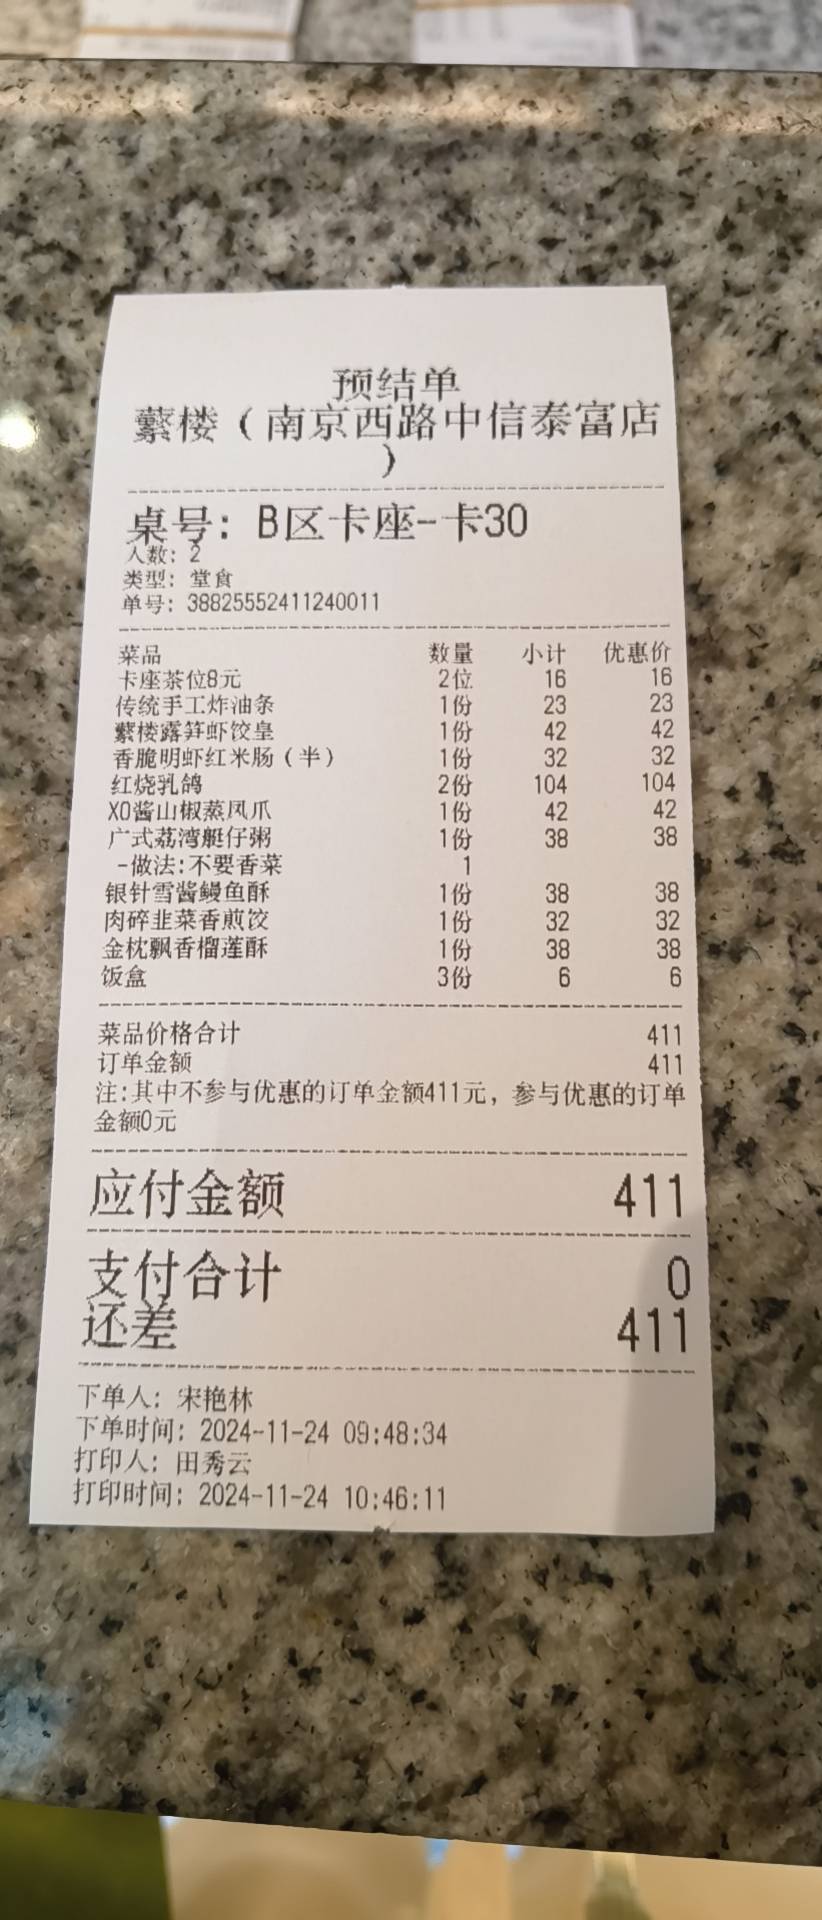 预结单
蘩楼（南京西路中信泰富店
）
桌号: B区卡座-卡30
人数: 2
类型: 堂食
单号: 38825552411240011
菜品 数量 小计 优惠价
卡座茶位8元 2位 16 16
传统手工炸油条 1份 23 23
蘩楼露笋虾饺皇 1份 42 42
香脆明虾红米肠（半） 1份 32 32
红烧乳鸽 2份 104 104
XO酱山椒蒸凤爪 1份 42 42
广式荔湾艇仔粥 1份 38 38
-做法:不要香菜 1
银针雪酱鳗鱼酥 1份 38 38
肉碎韭菜香煎饺 1份 32 32
金枕飘香榴莲酥 1份 38 38
饭盒 3份 6 6
菜品价格合计 411
订单金额 411
注:其中不参与优惠的订单金额411元，参与优惠的订单
金额0元
应付金额 411
支付合计 0
还差 411
下单人: 宋艳林
下单时间: 2024-11-24 09:48:34
打印人: 田秀云
打印时间: 2024-11-24 10:46:11